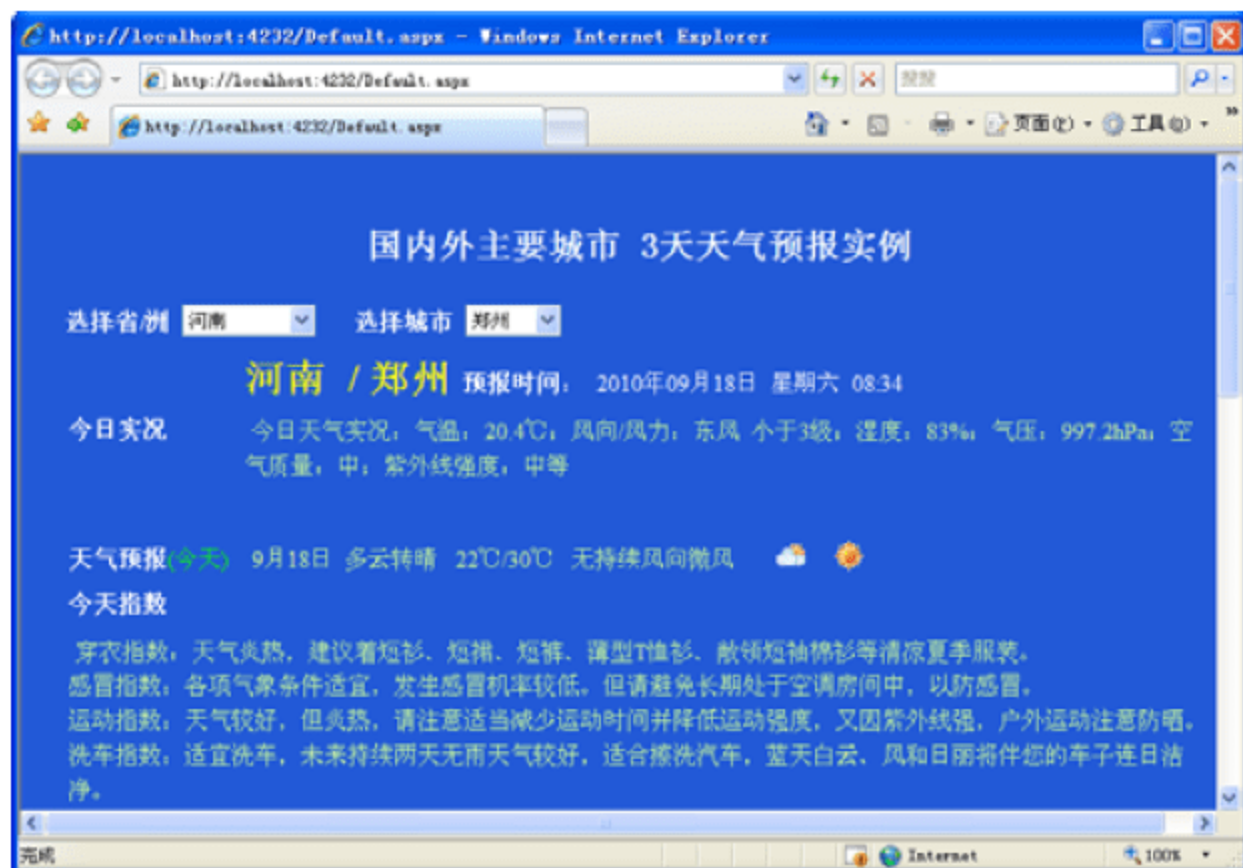 http://localhost:4232/Default.aspx - Windows Internet Explorer
http://localhost:4232/Default.aspx
http://localhost:4232/Default.aspx
页面(P)
工具(O)
国内外主要城市 3天天气预报实例
选择省/洲 河南 选择城市 郑州
河南 / 郑州 预报时间: 2010年09月18日 星期六 08:34
今日实况 今日天气实况:气温:20.4℃;风向/风力:东风 小于3级;湿度:83%;气压:997.2hPa;空
气质量:中;紫外线强度:中等
天气预报(今天) 9月18日 多云转晴 22℃/30℃ 无持续风向微风
今天指数
穿衣指数:天气炎热,建议着短衫、短裙、短裤、薄型T恤衫、敞领短袖棉衫等清凉夏季服装。
感冒指数:各项气象条件适宜,发生感冒机率较低。但请避免长期处于空调房间中,以防感冒。
运动指数:天气较好,但炎热,请注意适当减少运动时间并降低运动强度,又因紫外线强,户外运动注意防晒。
洗车指数:适宜洗车,未来持续两天无雨天气较好,适合擦洗汽车,蓝天白云、风和日丽将伴您的车子连日洁
净。
完成
Internet
100%